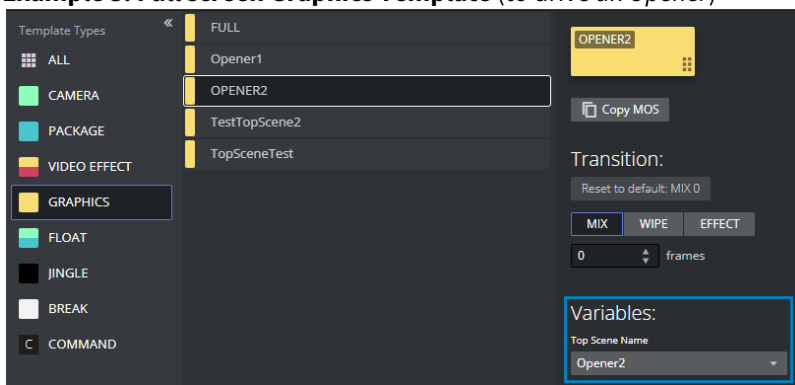 Example 3: Full Screen Graphics Template (to drive an Opener)
Template Types
«
ALL
CAMERA
PACKAGE
VIDEO EFFECT
GRAPHICS
FLOAT
JINGLE
BREAK
C COMMAND
FULL
Opener1
OPENER2
TestTopScene2
TopSceneTest
OPENER2
Copy MOS
Transition:
Reset to default: MIX 0
MIX WIPE EFFECT
0 frames
Variables:
Top Scene Name
Opener2